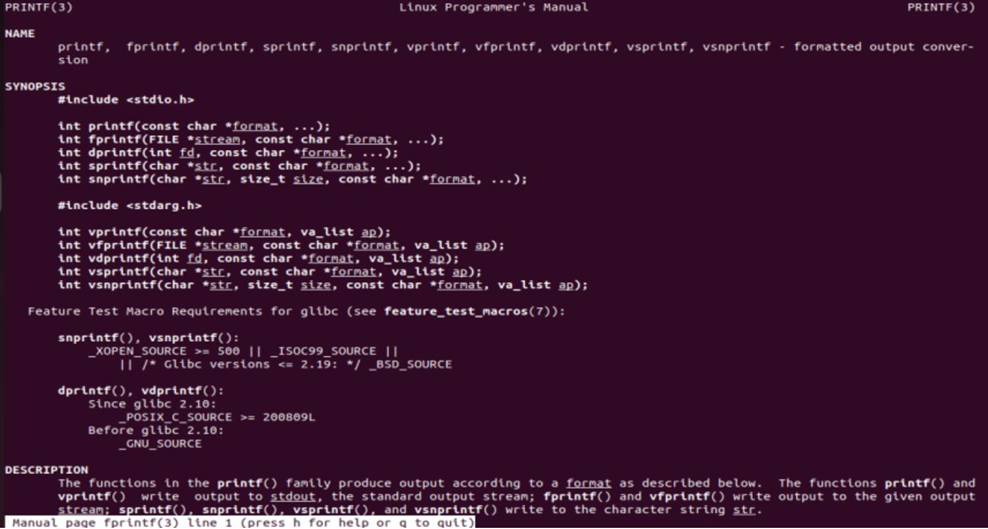 PRINTF(3) Linux Programmer's Manual PRINTF(3)
NAME
printf, fprintf, dprintf, sprintf, snprintf, vprintf, vfprintf, vdprintf, vsprintf, vsnprintf - formatted output conver-
sion
SYNOPSIS
#include <stdio.h>
int printf(const char *format, ...);
int fprintf(FILE *stream, const char *format, ...);
int dprintf(int fd, const char *format, ...);
int sprintf(char *str, const char *format, ...);
int snprintf(char *str, size_t size, const char *format, ...);
#include <stdarg.h>
int vprintf(const char *format, va_list ap);
int vfprintf(FILE *stream, const char *format, va_list ap);
int vdprintf(int fd, const char *format, va_list ap);
int vsprintf(char *str, const char *format, va_list ap);
int vsnprintf(char *str, size_t size, const char *format, va_list ap);
Feature Test Macro Requirements for glibc (see feature_test_macros(7)):
snprintf(), vsnprintf():
_XOPEN_SOURCE >= 500 || _ISOC99_SOURCE ||
|| /* Glibc versions <= 2.19: */ _BSD_SOURCE
dprintf(), vdprintf():
Since glibc 2.10:
_POSIX_C_SOURCE >= 200809L
Before glibc 2.10:
_GNU_SOURCE
DESCRIPTION
The functions in the printf() family produce output according to a format as described below. The functions printf() and
vprintf() write output to stdout, the standard output stream; fprintf() and vfprintf() write output to the given output
stream; sprintf(), snprintf(), vsprintf(), and vsnprintf() write to the character string str.
Manual page fprintf(3) line 1 (press h for help or q to quit)